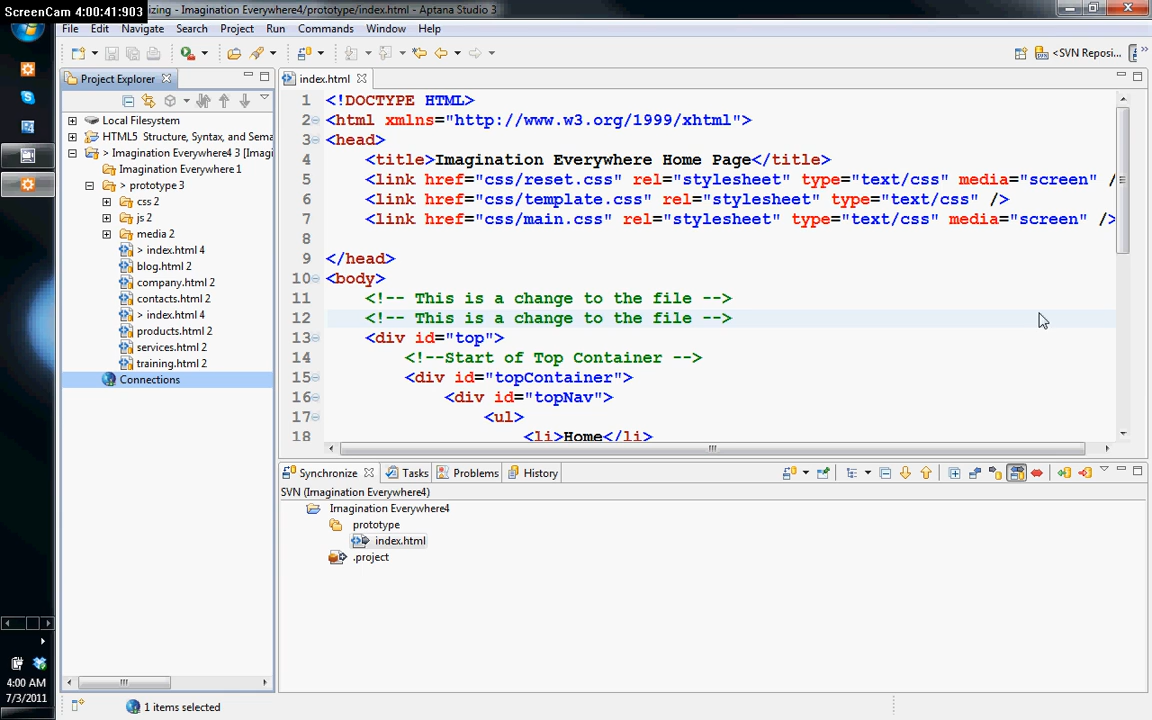 ScreenCam 4:00:41:903
izing - Imagination Everywhere4/prototype/index.html - Aptana Studio 3
File Edit Navigate Search Project Run Commands Window Help
<SVN Reposi...
Project Explorer
index.html
Local Filesystem
HTML5 Structure, Syntax, and Sema
> Imagination Everywhere4 3 [Imagi
Imagination Everywhere 1
> prototype 3
css 2
js 2
media 2
> index.html 4
blog.html 2
company.html 2
contacts.html 2
> index.html 4
products.html 2
services.html 2
training.html 2
Connections
1 <!DOCTYPE HTML>
2 <html xmlns="http://www.w3.org/1999/xhtml">
3 <head>
4 <title>Imagination Everywhere Home Page</title>
5 <link href="css/reset.css" rel="stylesheet" type="text/css" media="screen" /
6 <link href="css/template.css" rel="stylesheet" type="text/css" />
7 <link href="css/main.css" rel="stylesheet" type="text/css" media="screen" />
8
9 </head>
10 <body>
11 <!-- This is a change to the file -->
12 <!-- This is a change to the file -->
13 <div id="top">
14 <!--Start of Top Container -->
15 <div id="topContainer">
16 <div id="topNav">
17 <ul>
18 <li>Home</li>
Synchronize Tasks Problems History
SVN (Imagination Everywhere4)
Imagination Everywhere4
prototype
index.html
.project
4:00 AM
7/3/2011
1 items selected